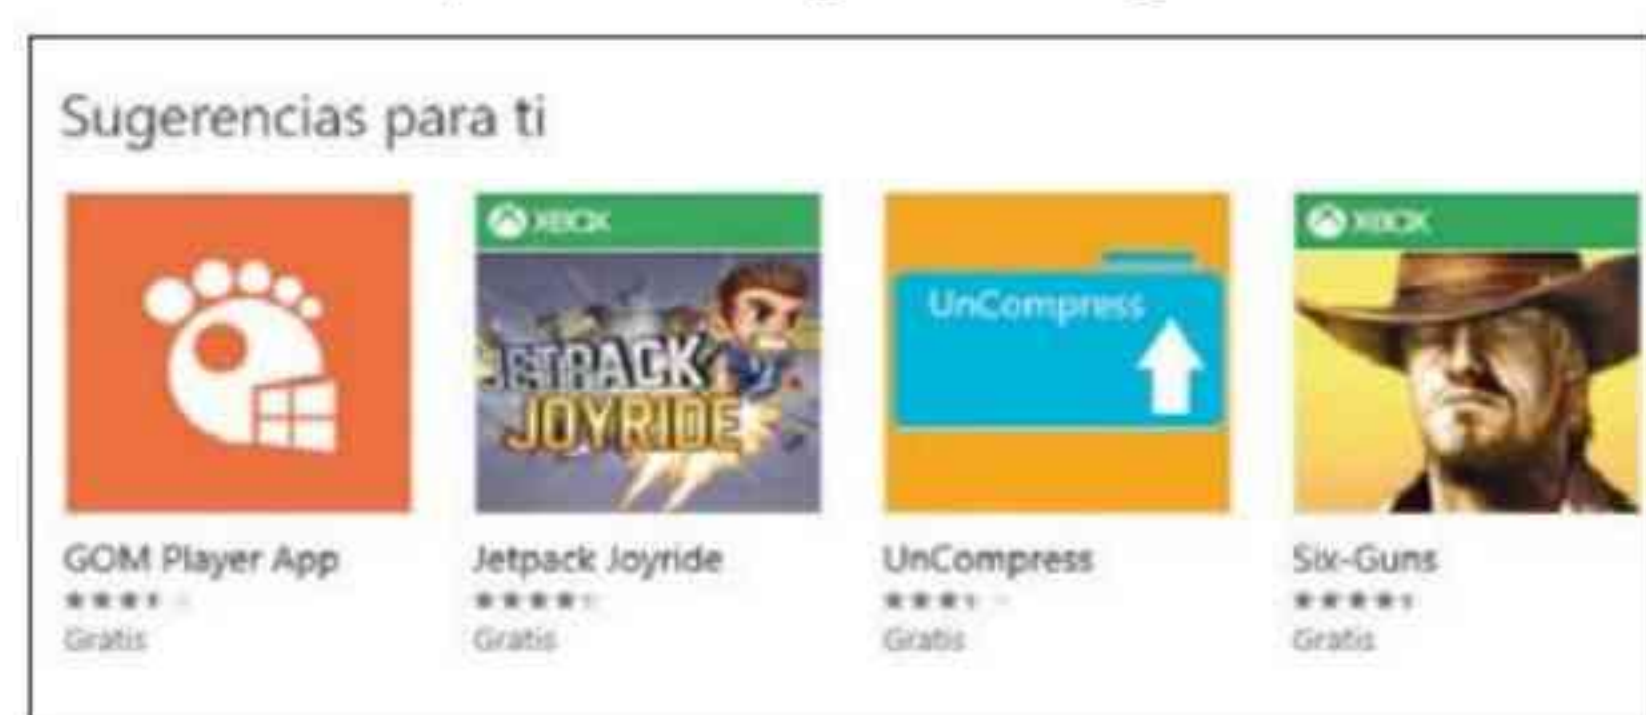 Sugerencias para ti
XBOX
JETPACK
JOYRIDE
UnCompress
XBOX
GOM Player App
Jetpack Joyride
UnCompress
Six-Guns
Gratis
Gratis
Gratis
Gratis